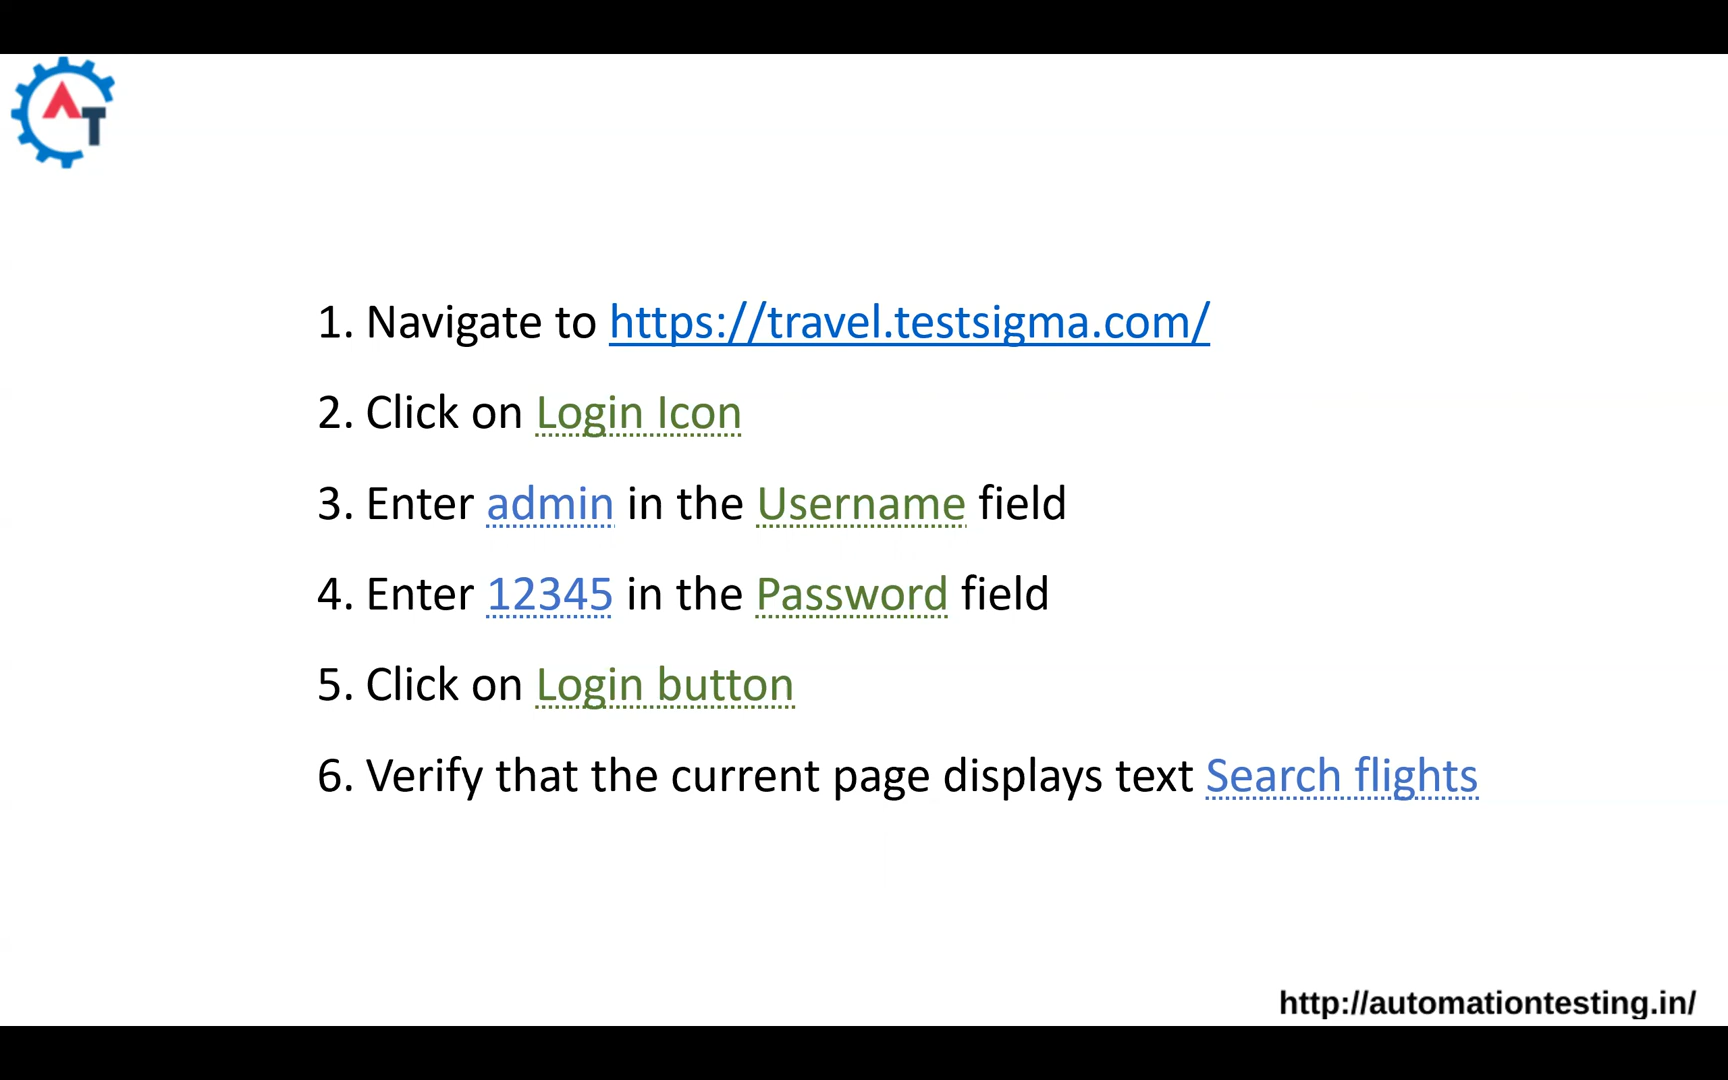 AT
1. Navigate to https://travel.testsigma.com/
2. Click on Login Icon
3. Enter admin in the Username field
4. Enter 12345 in the Password field
5. Click on Login button
6. Verify that the current page displays text Search flights
http://automationtesting.in/